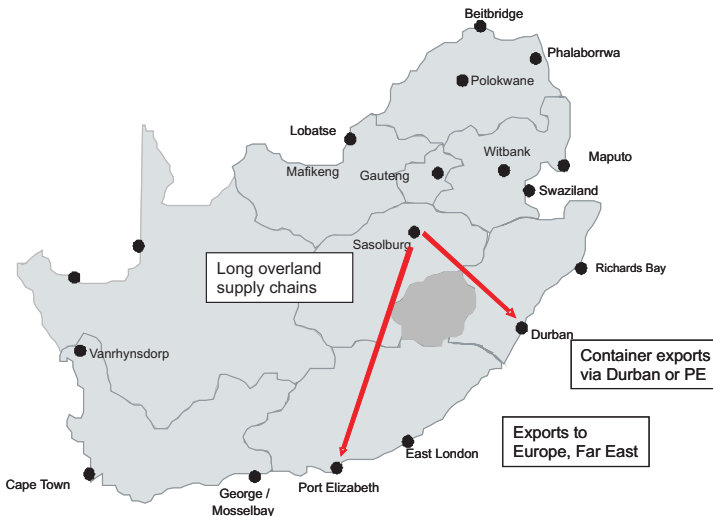 Beitbridge
Phalaborrwa
Polokwane
Lobatse
Witbank
Maputo
Mafikeng
Gauteng
Swaziland
Sasolburg
Long overland
supply chains
Richards Bay
Durban
Vanrhynsdorp
Container exports
via Durban or PE
Exports to
Europe, Far East
East London
Cape Town
Port Elizabeth
George /
Mosselbay